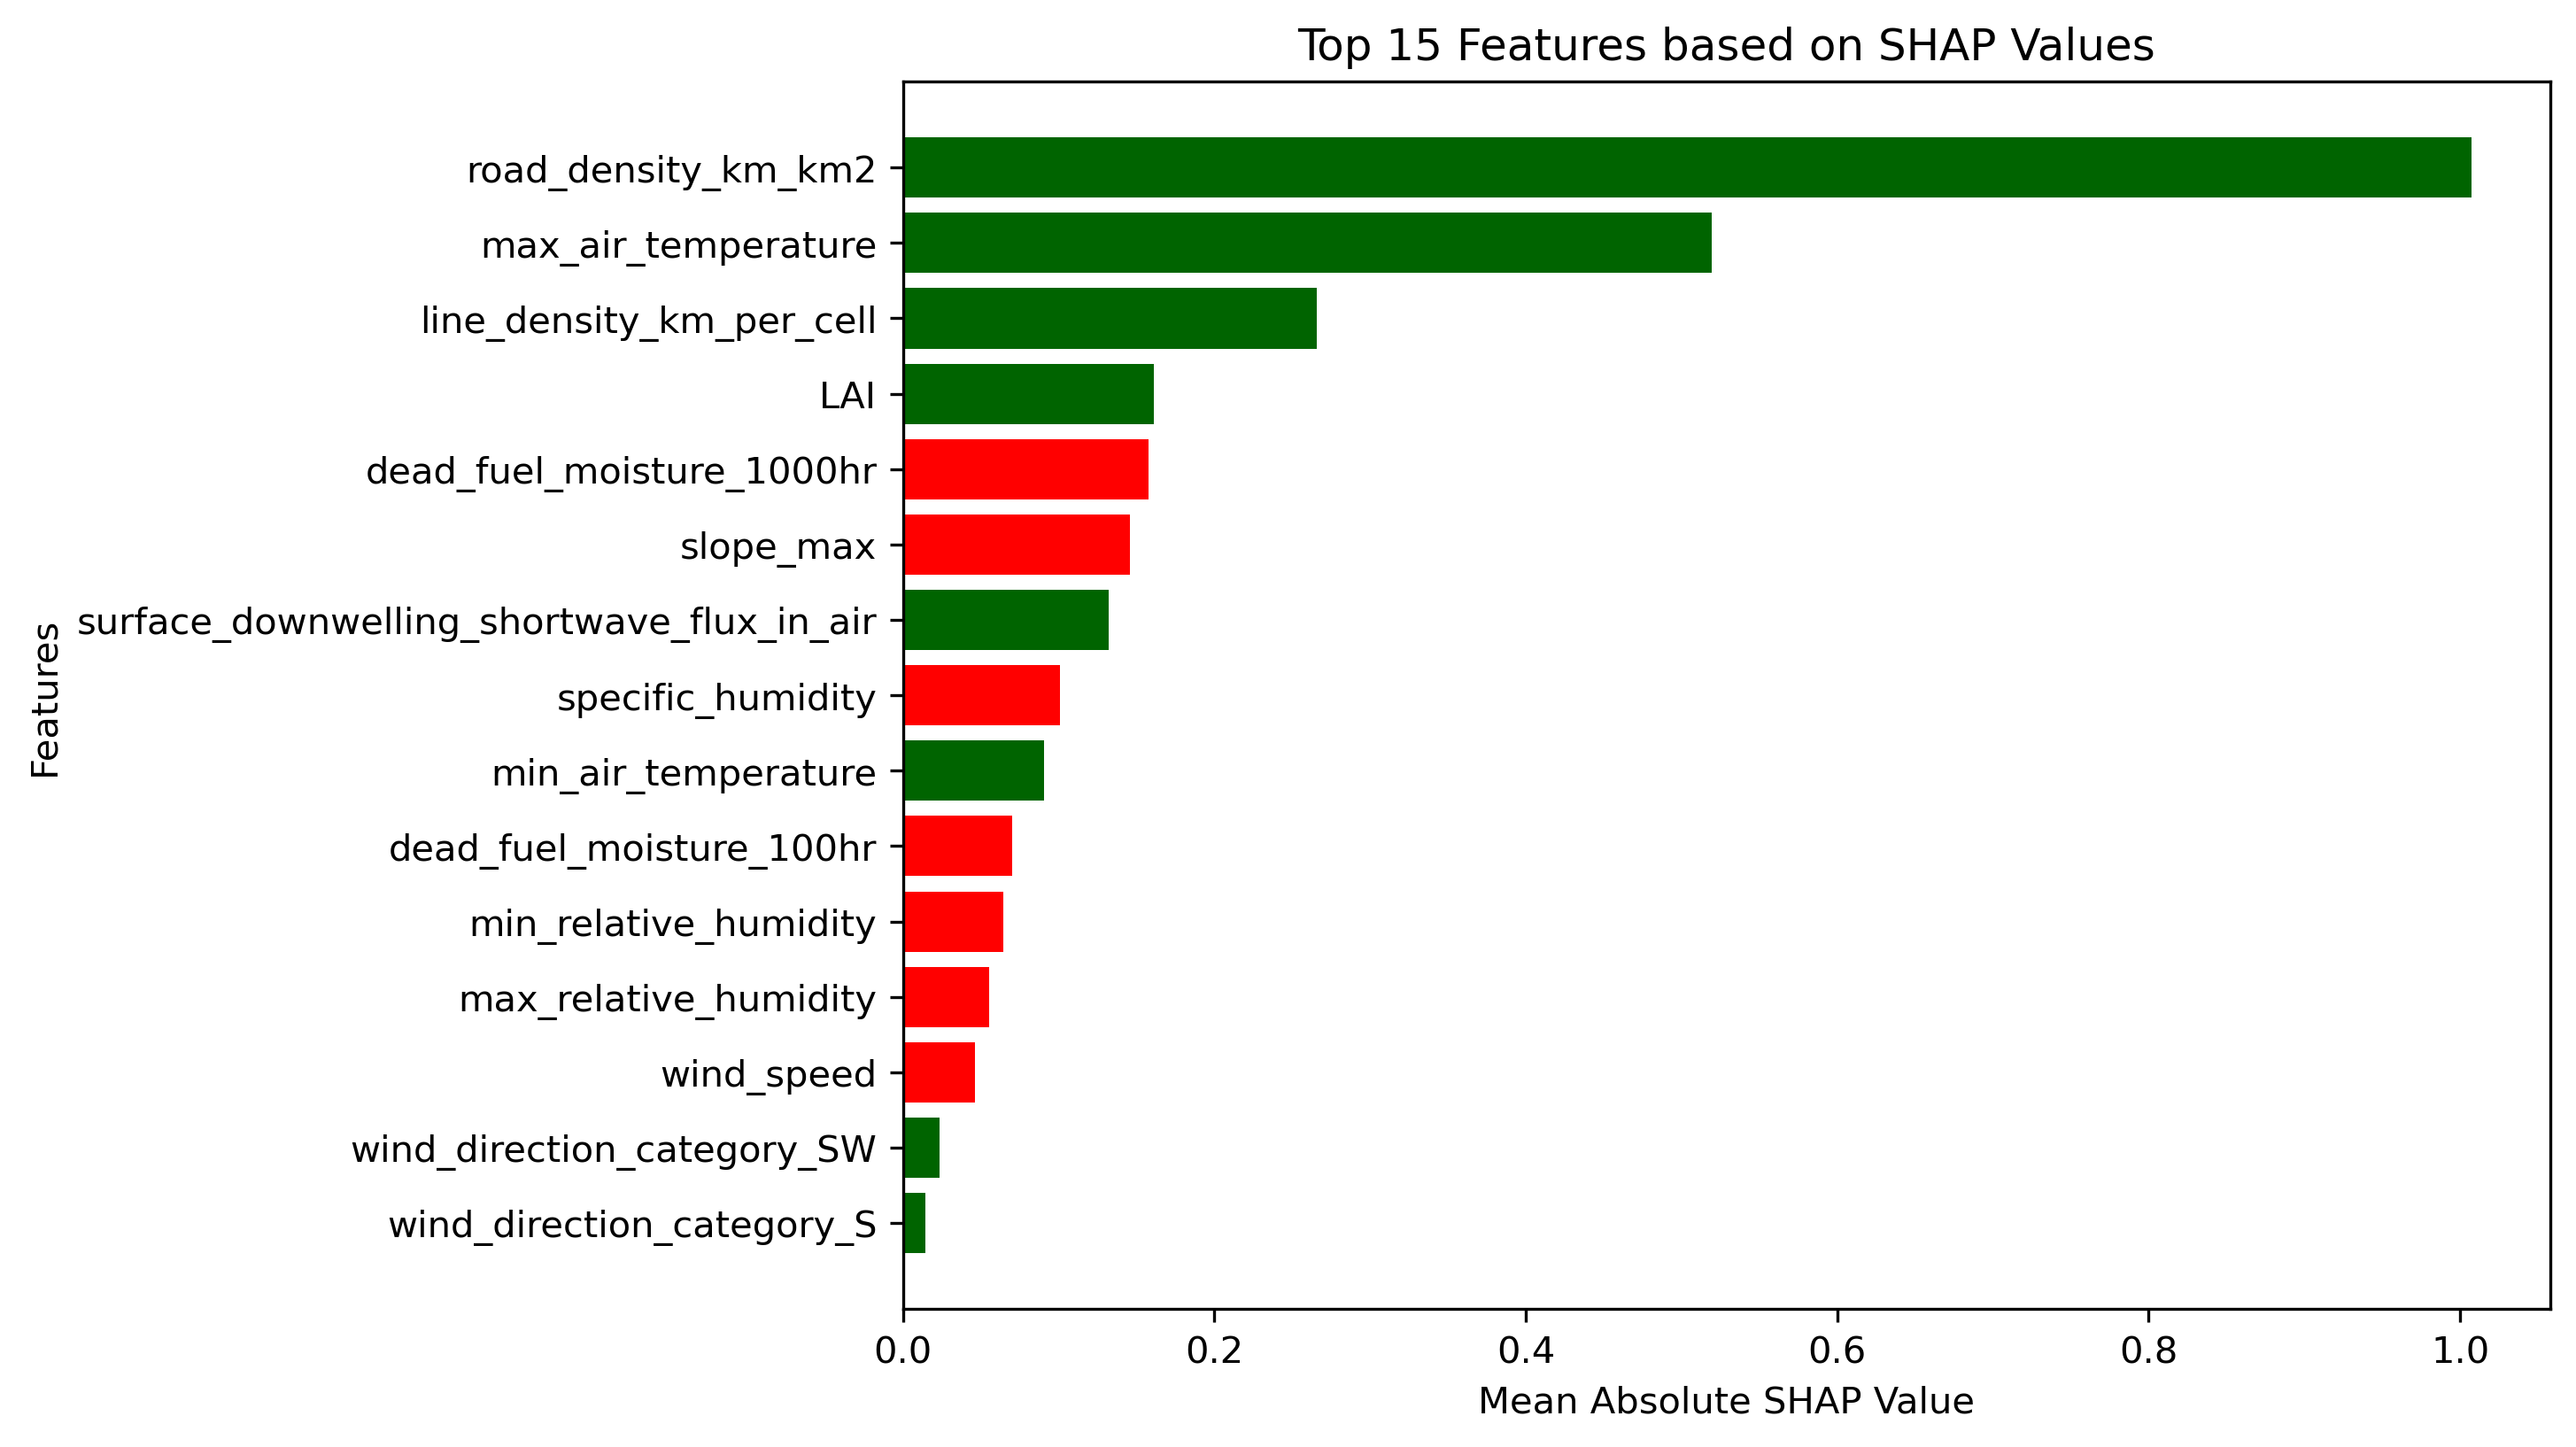 Top 15 Features based on SHAP Values
Features
road_density_km_km2
max_air_temperature
line_density_km_per_cell
LAI
dead_fuel_moisture_1000hr
slope_max
surface_downwelling_shortwave_flux_in_air
specific_humidity
min_air_temperature
dead_fuel_moisture_100hr
min_relative_humidity
max_relative_humidity
wind_speed
wind_direction_category_SW
wind_direction_category_S
0.0 0.2 0.4 0.6 0.8 1.0
Mean Absolute SHAP Value